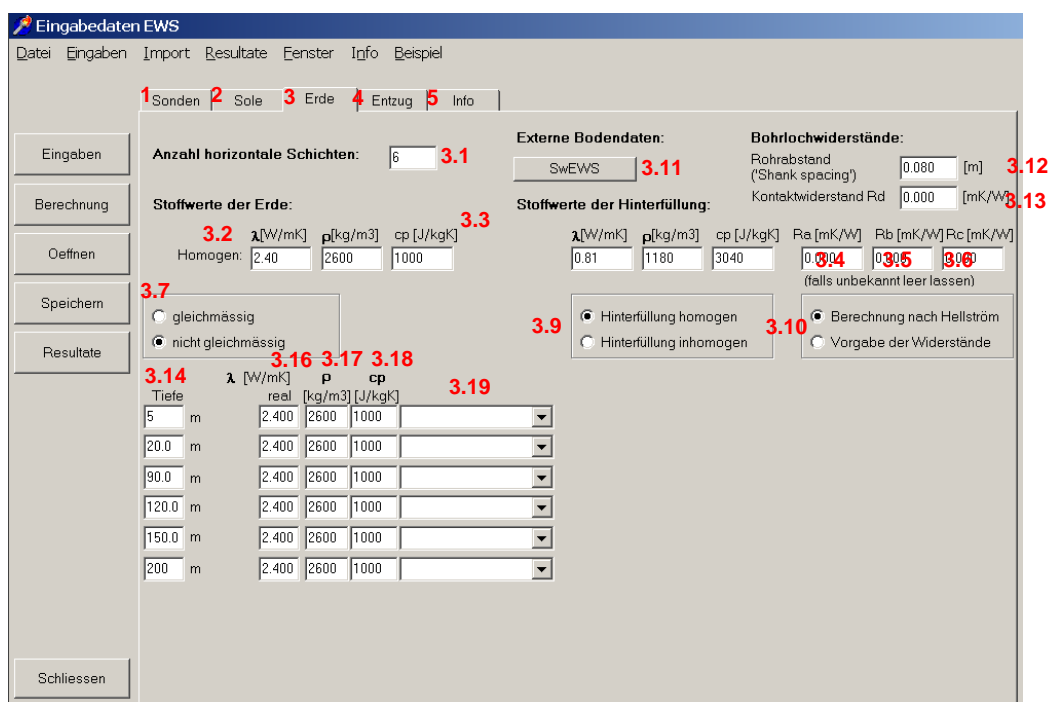 Eingabedaten EWS
Datei Eingaben Import Resultate Fenster Info Beispiel
1 Sonden 2 Sole 3 Erde 4 Entzug 5 Info
Eingaben
Berechnung
Oeffnen
Speichern
Resultate
Schliessen
Anzahl horizontale Schichten: 6 3.1
Externe Bodendaten:
SwEWS 3.11
Bohrlochwiderstände:
Rohrabstand
('Shank spacing') 0.080 [m] 3.12
Kontaktwiderstand Rd 0.000 [mK/W] 3.13
Stoffwerte der Erde: 3.3
3.2 λ[W/mK] ρ[kg/m3] cp [J/kgK]
Homogen: 2.40 2600 1000
Stoffwerte der Hinterfüllung:
λ[W/mK] ρ[kg/m3] cp [J/kgK] Ra [mK/W] Rb [mK/W] Rc [mK/W]
0.81 1180 3040 3.4 3.5 3.6
(falls unbekannt leer lassen)
3.7
gleichmässig
nicht gleichmässig
3.9
Hinterfüllung homogen
Hinterfüllung inhomogen
3.10
Berechnung nach Hellström
Vorgabe der Widerstände
3.14 3.16 3.17 3.18 3.19
λ [W/mK] ρ cp
Tiefe real [kg/m3] [J/kgK]
5 m 2.400 2600 1000
20.0 m 2.400 2600 1000
90.0 m 2.400 2600 1000
120.0 m 2.400 2600 1000
150.0 m 2.400 2600 1000
200 m 2.400 2600 1000